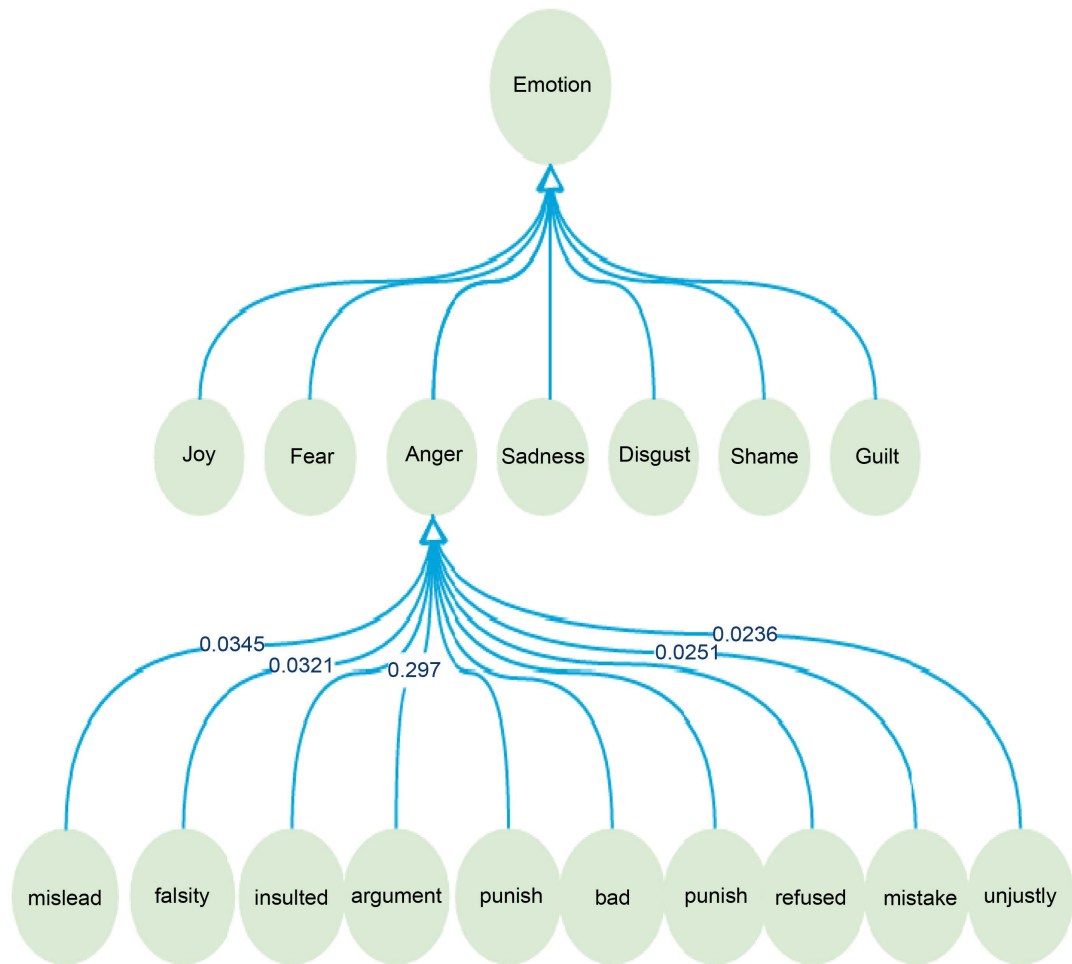 Emotion
Joy
Fear
Anger
Sadness
Disgust
Shame
Guilt
0.0345
0.0321
0.297
0.0251
0.0236
mislead
falsity
insulted
argument
punish
bad
punish
refused
mistake
unjustly